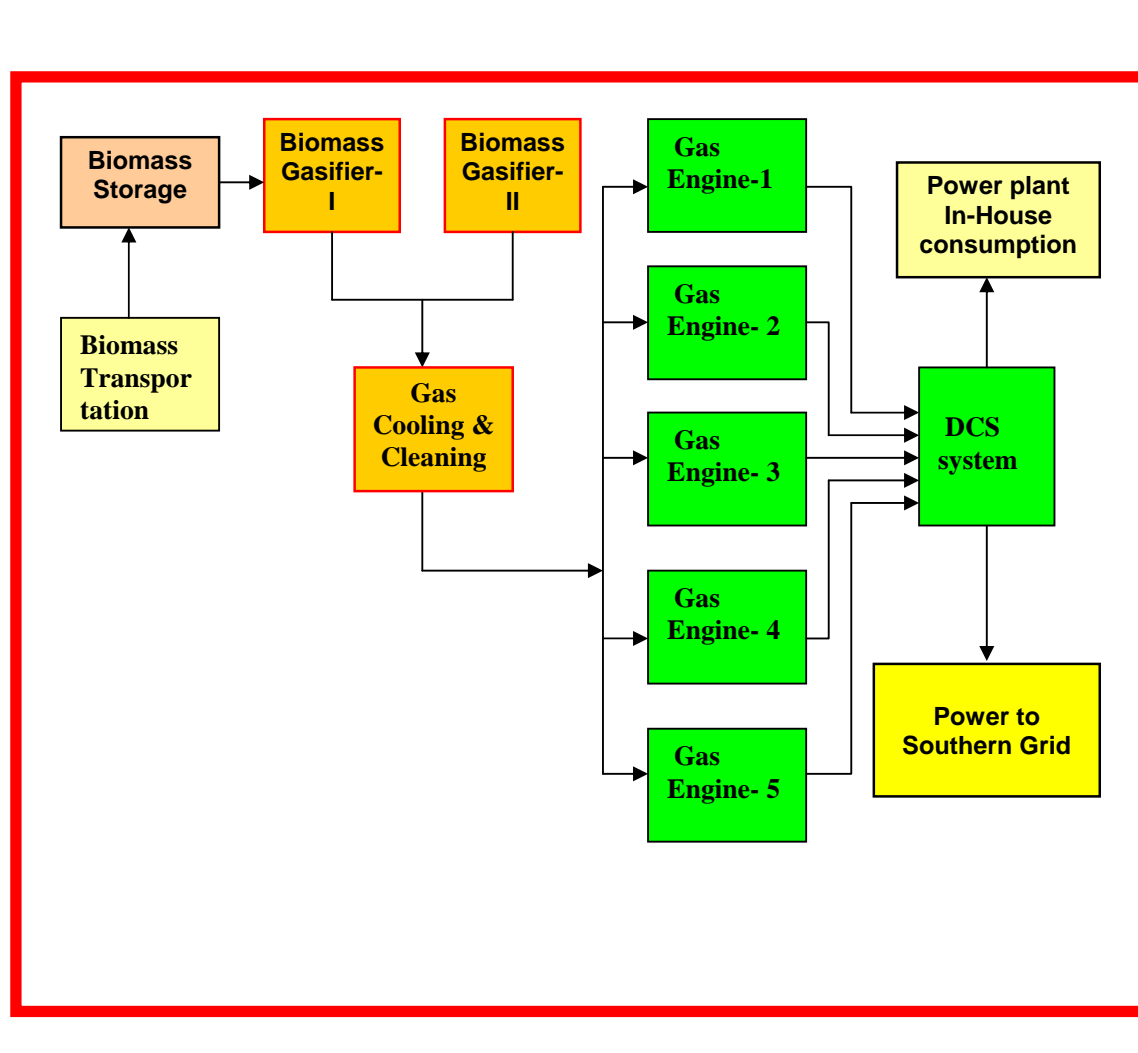 Biomass
Storage
Biomass
Gasifier-
I
Biomass
Gasifier-
II
Gas
Engine-1
Power plant
In-House
consumption
Biomass
Transpor
tation
Gas
Cooling &
Cleaning
Gas
Engine- 2
Gas
Engine- 3
DCS
system
Gas
Engine- 4
Gas
Engine- 5
Power to
Southern Grid